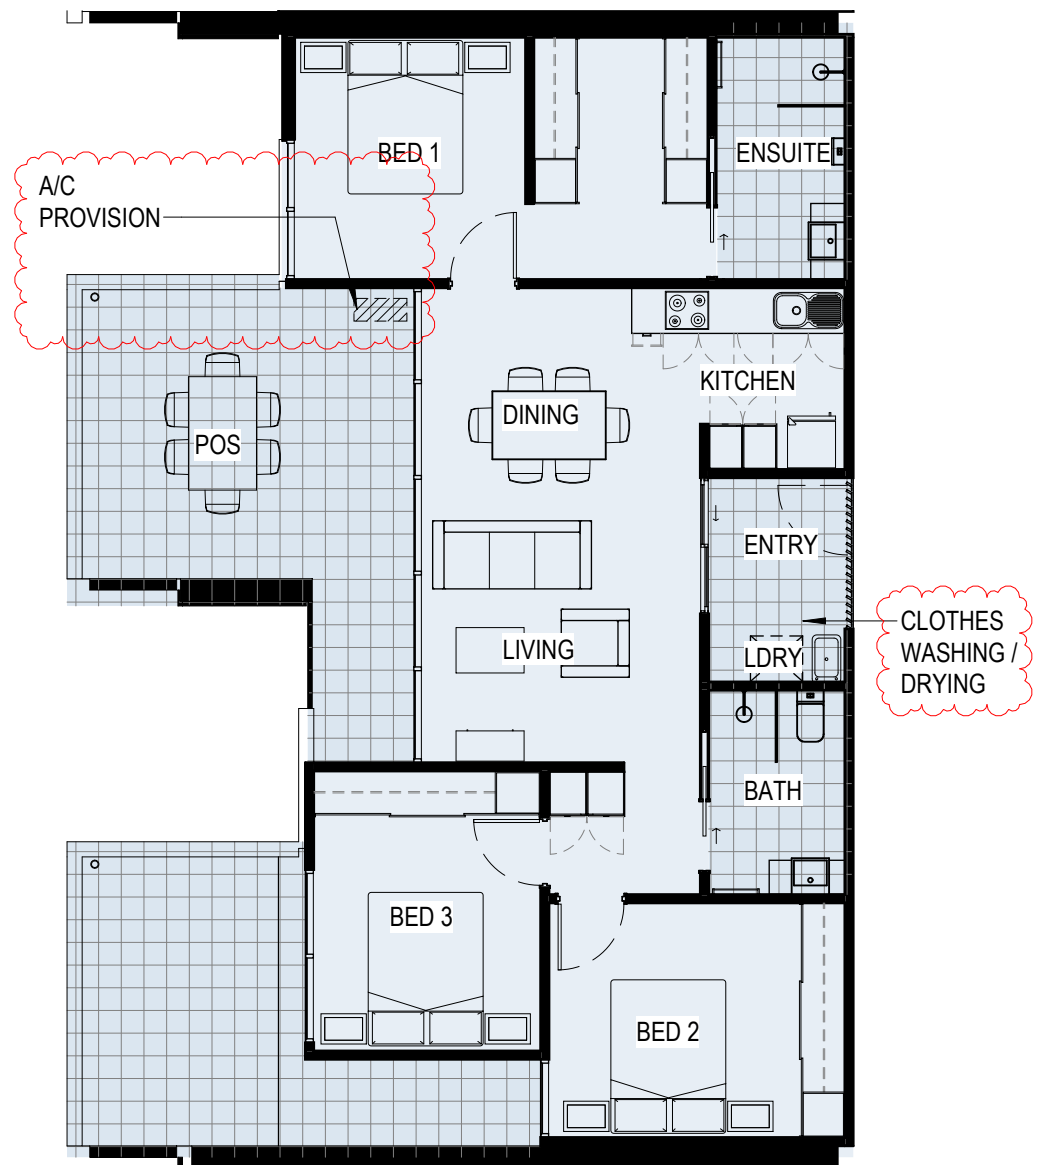 BED 1
ENSUITE
A/C
PROVISION
KITCHEN
DINING
POS
ENTRY
CLOTHES
WASHING /
DRYING
LIVING
LDRY
BATH
BED 3
BED 2